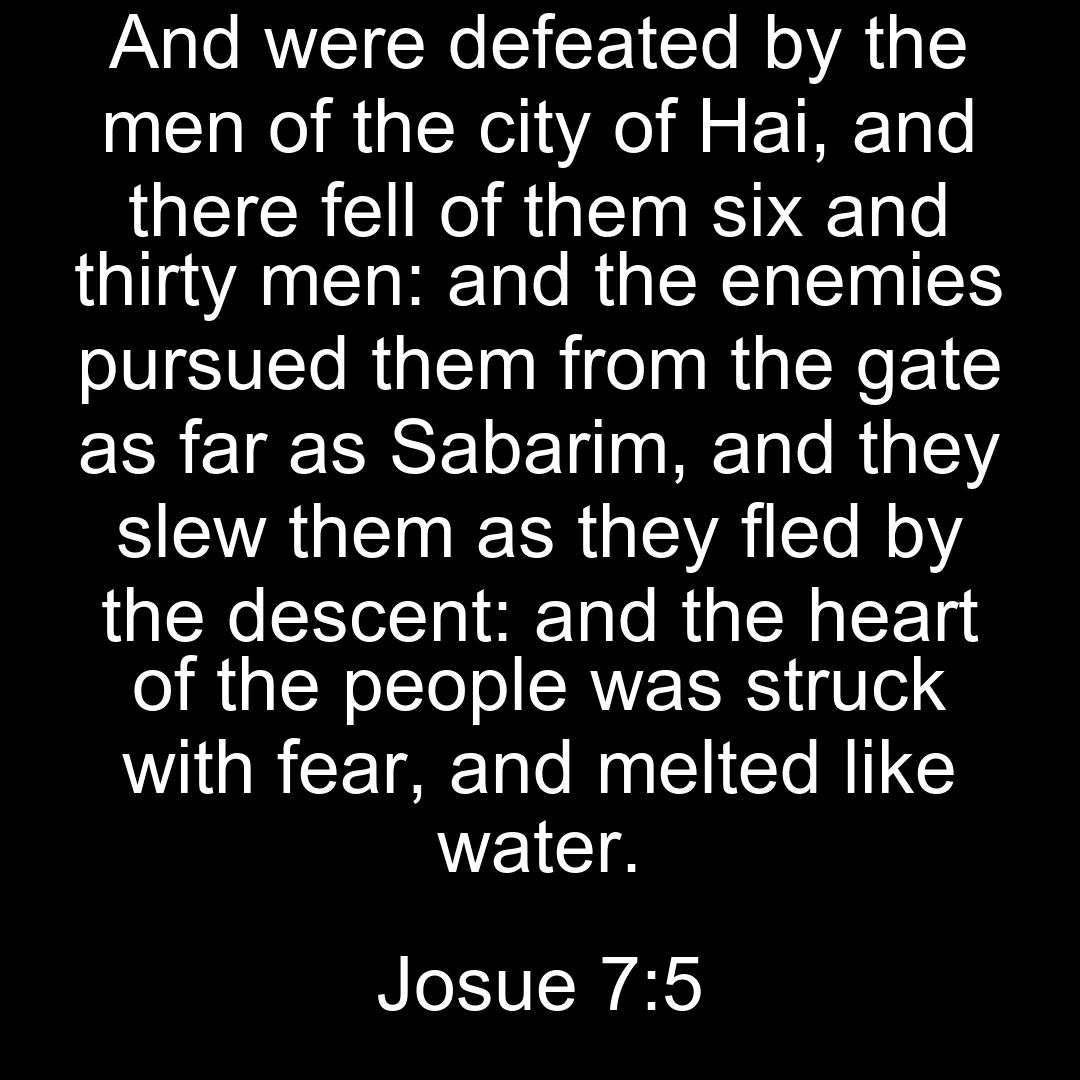 And were defeated by the
men of the city of Hai, and
there fell of them six and
thirty men: and the enemies
pursued them from the gate
as far as Sabarim, and they
slew them as they fled by
the descent: and the heart
of the people was struck
with fear, and melted like
water.
Josue 7:5